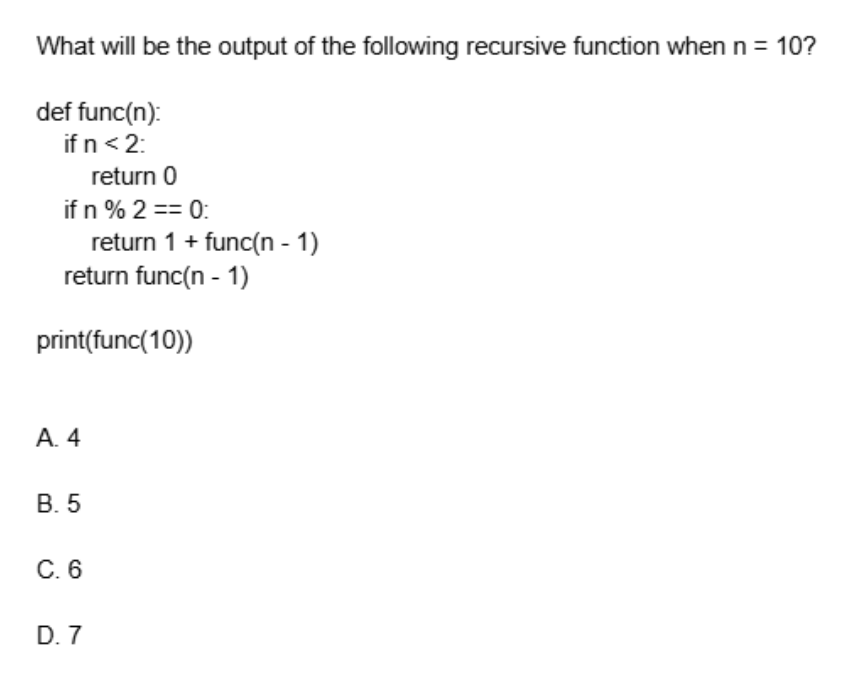 What will be the output of the following recursive function when n = 10?
def func(n):
if n < 2:
return 0
if n % 2 == 0:
return 1 + func(n - 1)
return func(n - 1)
print(func(10))
A. 4
B. 5
C. 6
D. 7